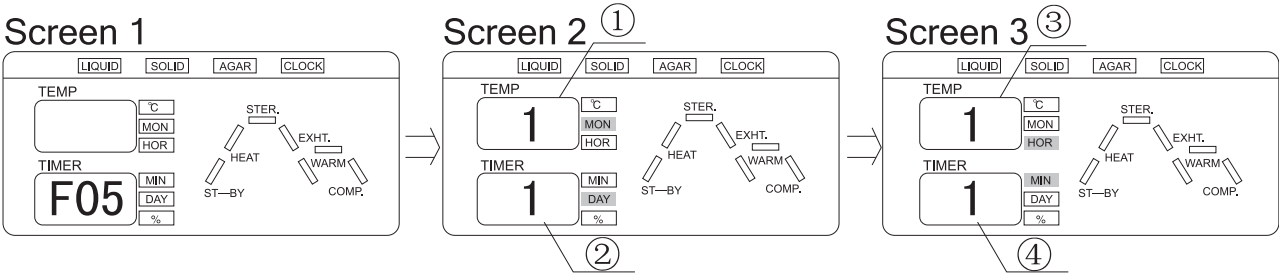 Screen 1
LIQUID SOLID AGAR CLOCK
TEMP
℃
MON
HOR
TIMER
F05
MIN
DAY
%
STER.
HEAT
ST—BY
EXHT.
WARM
COMP.
Screen 2
①
LIQUID SOLID AGAR CLOCK
TEMP
1
℃
MON
HOR
TIMER
1
MIN
DAY
%
STER.
HEAT
ST—BY
EXHT.
WARM
COMP.
②
Screen 3
③
LIQUID SOLID AGAR CLOCK
TEMP
1
℃
MON
HOR
TIMER
1
MIN
DAY
%
STER.
HEAT
ST—BY
EXHT.
WARM
COMP.
④